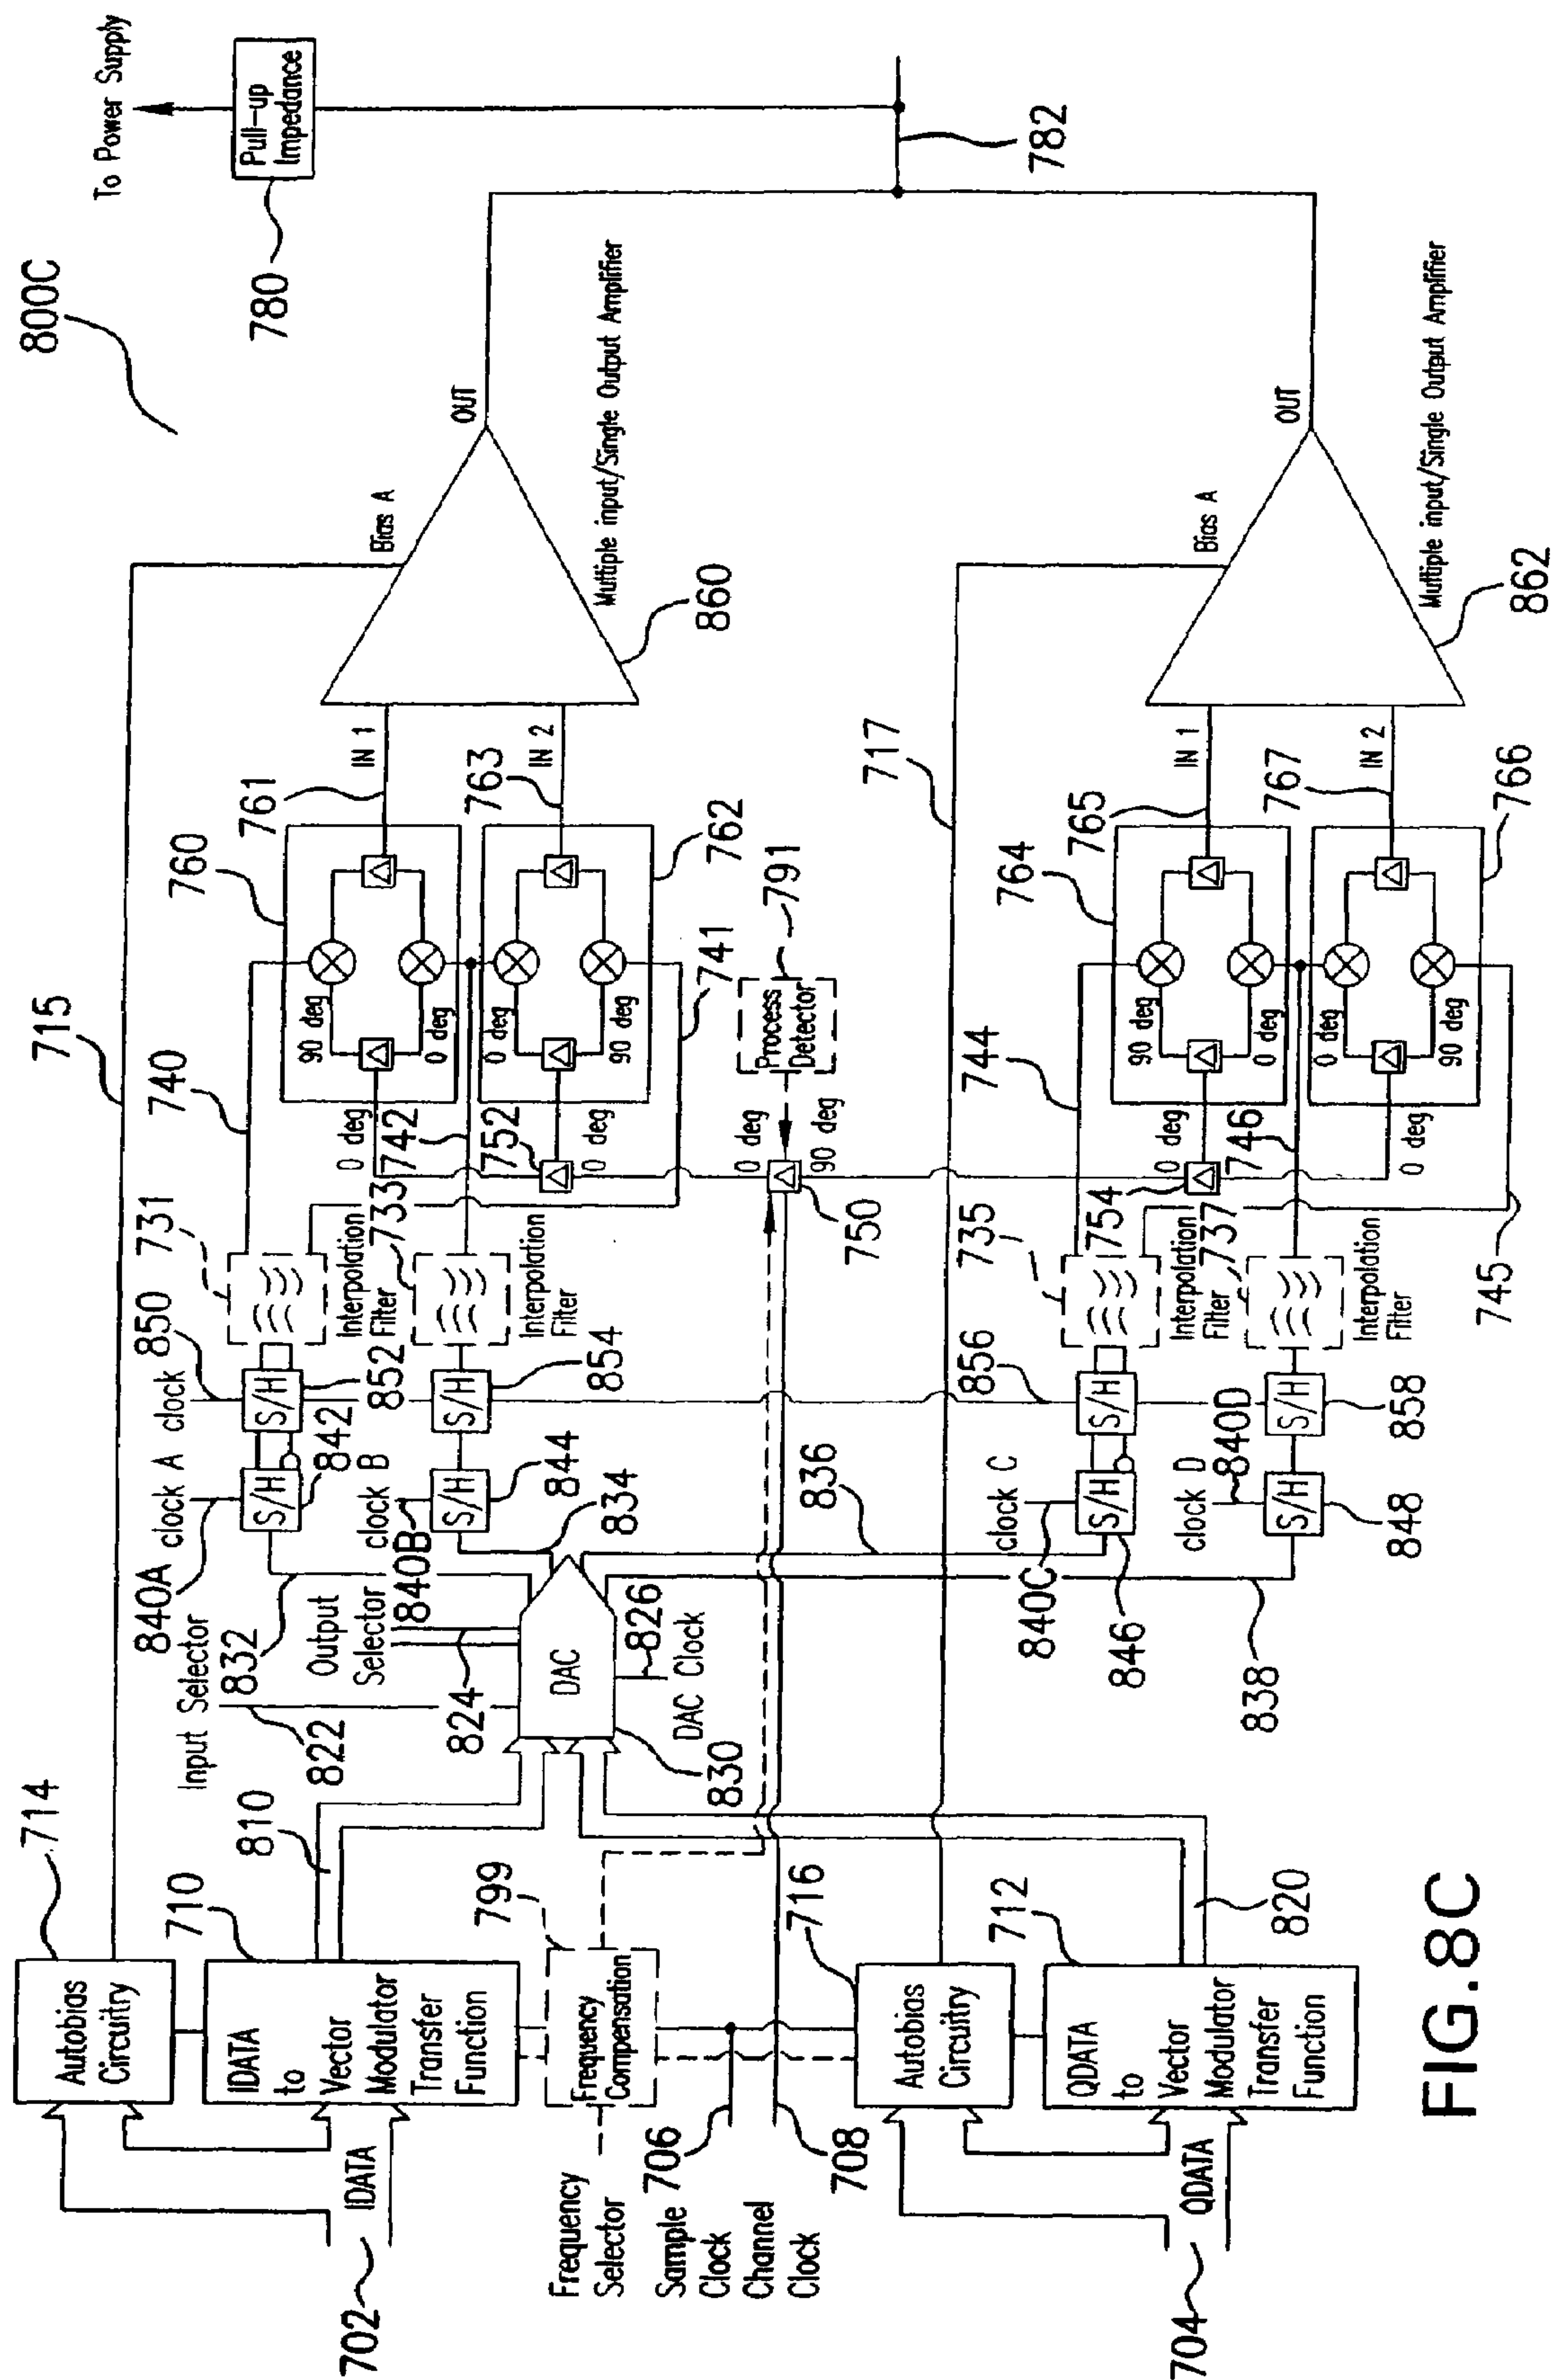 800C
To Power Supply
Pull-up
Impedance
780
782
715
714
Autobias
Circuitry
710
IDATA
to
Vector
Modulator
Transfer
Function
IDATA
702
810
Input Selector
822
Output
Selector
824
832
DAC
826
DAC Clock
830
834
836
838
840A
clock A
clock
850
S/H
S/H
842
852
clock B
840B
S/H
S/H
844
854
731
Interpolation
Filter
733
Interpolation
Filter
740
742
741
0 deg
752
0 deg
760
90 deg
0 deg
761
762
0 deg
90 deg
763
IN 1
IN 2
Bias A
OUT
Multiple input/Single Output Amplifier
860
791
Process
Detector
0 deg
90 deg
750
799
Frequency
Compensation
Frequency
Selector
706
Sample
Clock
708
Channel
Clock
716
Autobias
Circuitry
717
712
QDATA
to
Vector
Modulator
Transfer
Function
QDATA
704
820
clock C
840C
S/H
S/H
846
856
clock D
840D
S/H
S/H
848
858
735
Interpolation
Filter
737
Interpolation
Filter
744
746
745
754
0 deg
0 deg
764
90 deg
0 deg
765
766
0 deg
90 deg
767
IN 1
IN 2
Bias A
OUT
Multiple input/Single Output Amplifier
862
FIG.8C